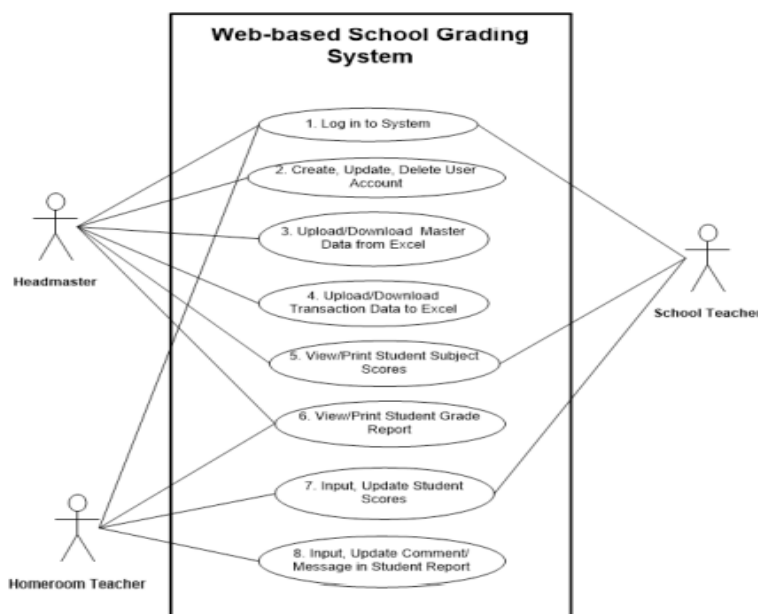 Web-based School Grading
System
1. Log in to System
2. Create, Update, Delete User
Account
3. Upload/Download Master
Data from Excel
Headmaster
4. Upload/Download
Transaction Data to Excel
School Teacher
5. View/Print Student Subject
Scores
6. View/Print Student Grade
Report
7. Input, Update Student
Scores
8. Input, Update Comment/
Message in Student Report
Homeroom Teacher